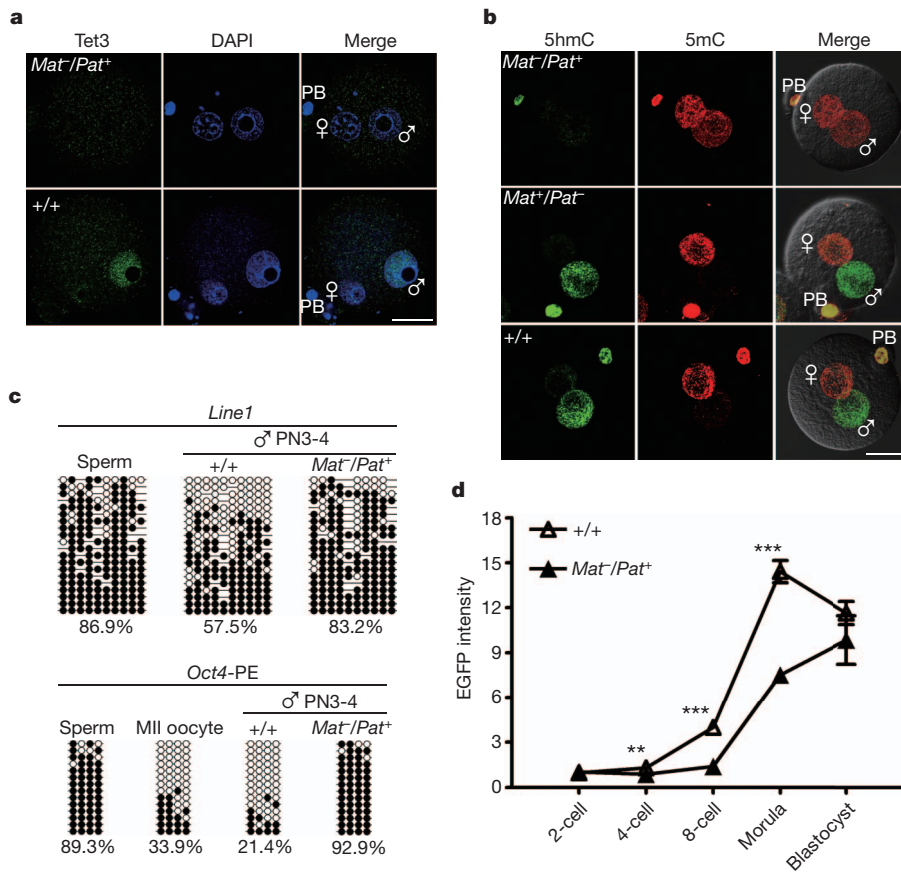 a
Tet3 DAPI Merge
Mat⁻/Pat⁺
PB
♀ ♂
+/+
PB ♀ ♂
b
5hmC 5mC Merge
Mat⁻/Pat⁺
PB
♀
♂
Mat⁺/Pat⁻
♀
PB ♂
+/+
PB
♀
♂
c
Line1
♂ PN3-4
Sperm +/+ Mat⁻/Pat⁺
86.9% 57.5% 83.2%
Oct4-PE
♂ PN3-4
Sperm MII oocyte +/+ Mat⁻/Pat⁺
89.3% 33.9% 21.4% 92.9%
d
18
15
12
9
6
3
0
EGFP intensity
+/+
Mat⁻/Pat⁺
**
***
***
2-cell
4-cell
8-cell
Morula
Blastocyst